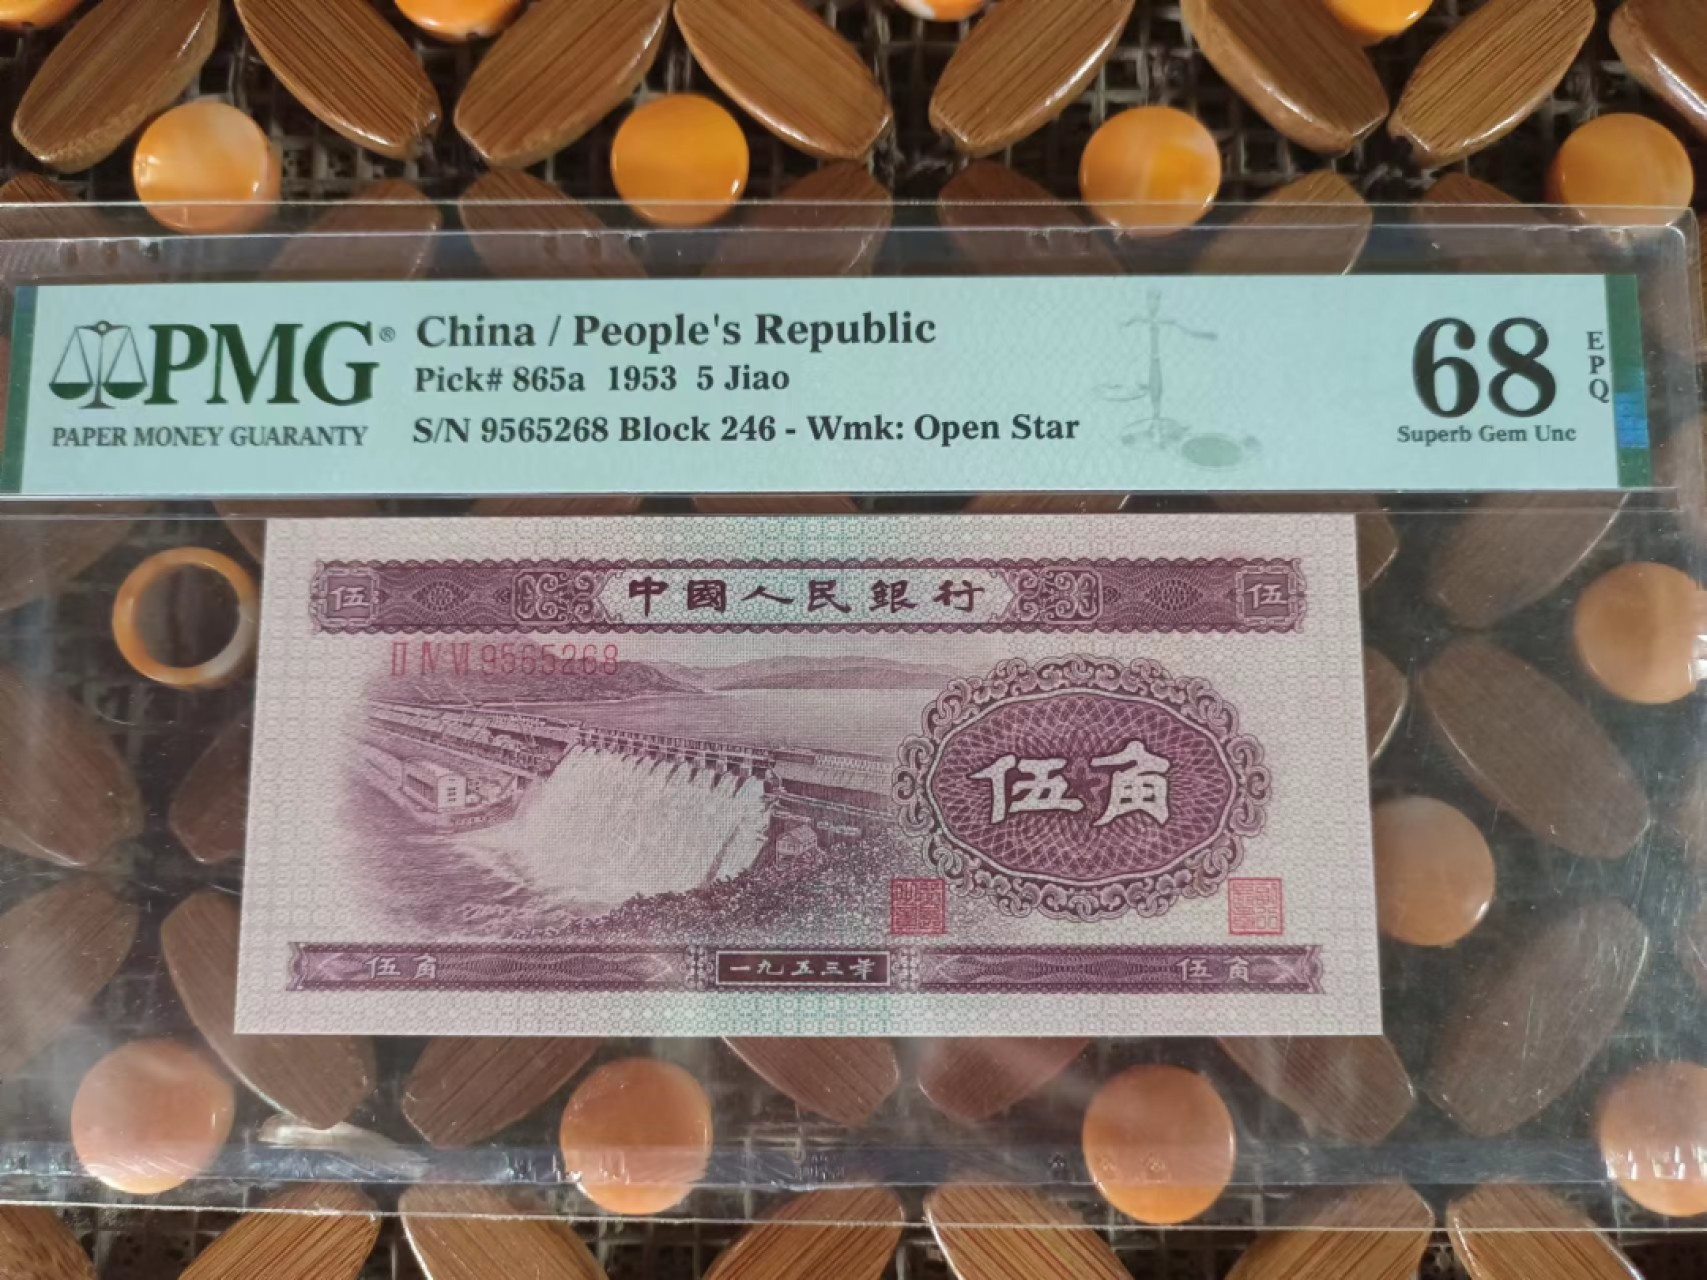 PMG®
PAPER MONEY GUARANTY
China / People's Republic
Pick# 865a 1953 5 Jiao
S/N 9565268 Block 246 - Wmk: Open Star
68
EPQ
Superb Gem Unc
伍 中國人民銀行 伍
II IV VI 9565268
伍角
伍角 一九五三年 伍角